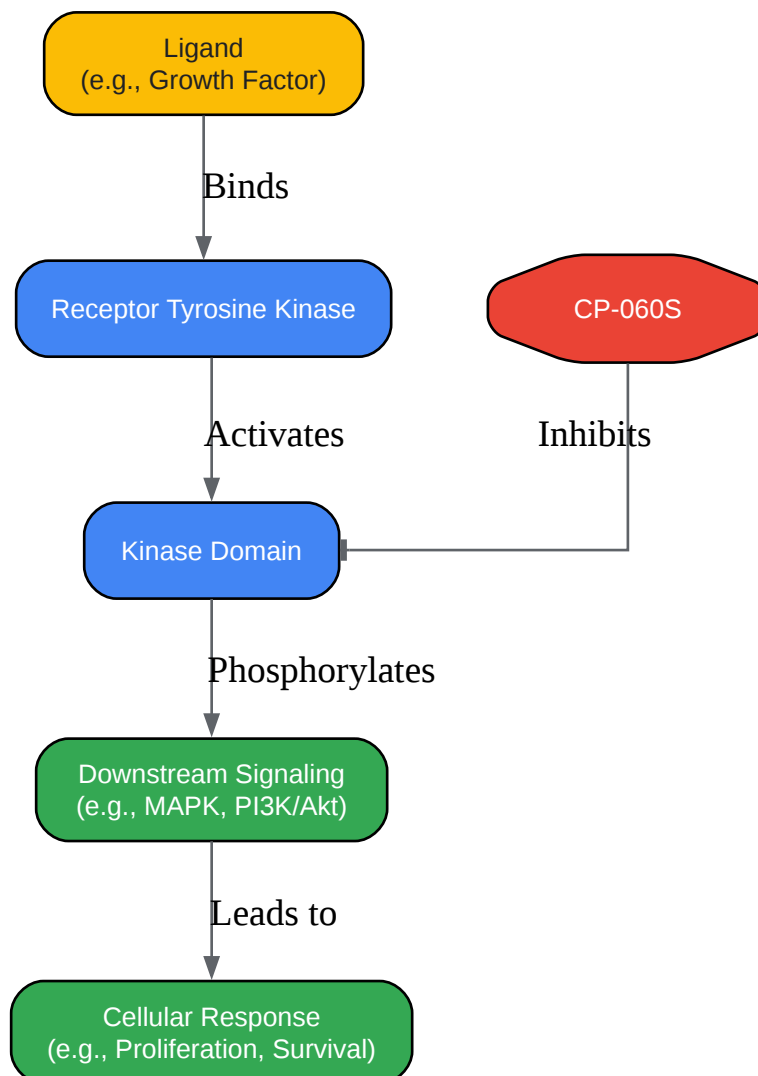 Ligand
(e.g., Growth Factor)
Binds
Receptor Tyrosine Kinase
CP-060S
Activates
Inhibits
Kinase Domain
Phosphorylates
Downstream Signaling
(e.g., MAPK, PI3K/Akt)
Leads to
Cellular Response
(e.g., Proliferation, Survival)